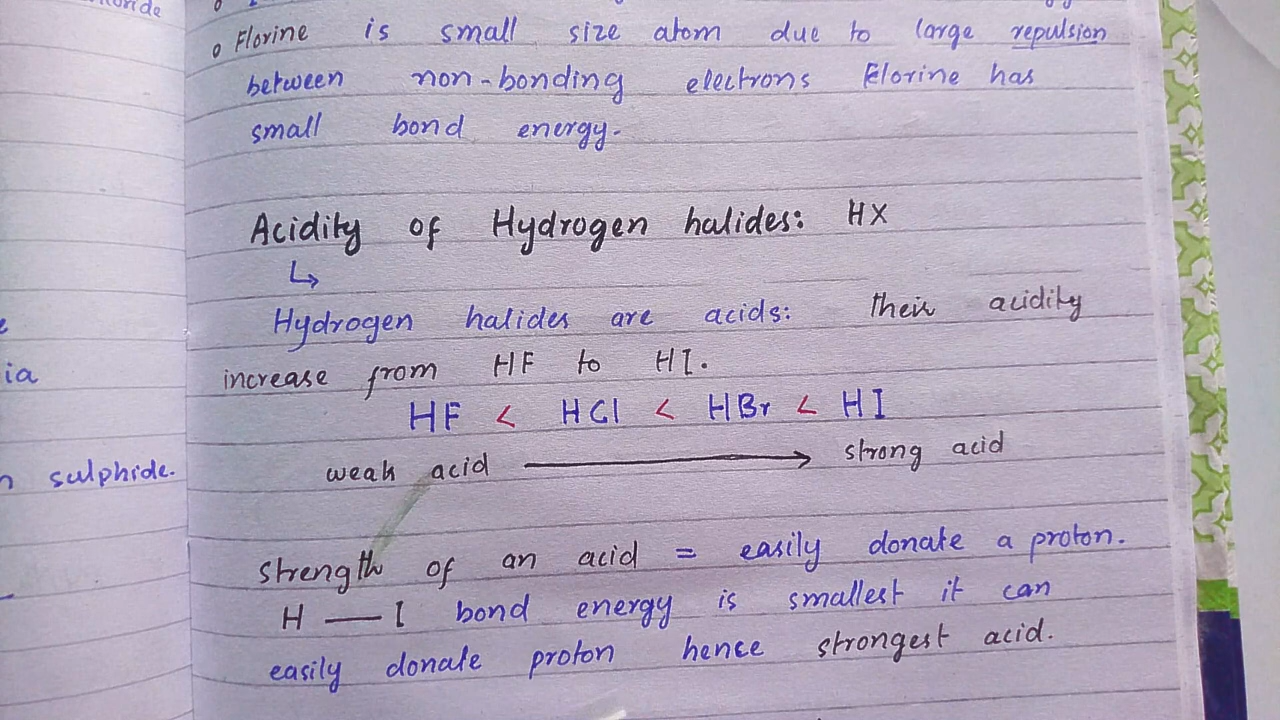 o Florine is small size atom due to large repulsion
between non-bonding electrons Florine has
small bond energy.
Acidity of Hydrogen halides: HX
↳
Hydrogen halides are acids: their acidity
increase from HF to HI.
HF < HCl < HBr < HI
weak acid ⟶ strong acid
strength of an acid = easily donate a proton.
H — I bond energy is smallest it can
easily donate proton hence strongest acid.
ia
sulphide.